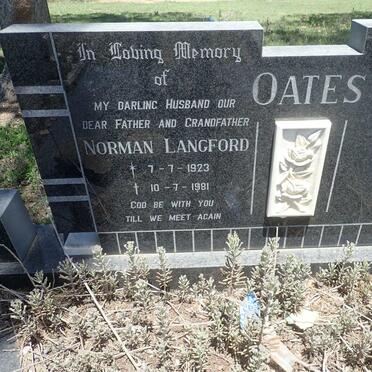 In Loving Memory
of
MY DARLING HUSBAND OUR
DEAR FATHER AND GRANDFATHER
NORMAN LANGFORD
† 7-7-1923
† 10-7-1981
GOD BE WITH YOU
TILL WE MEET AGAIN
OATES